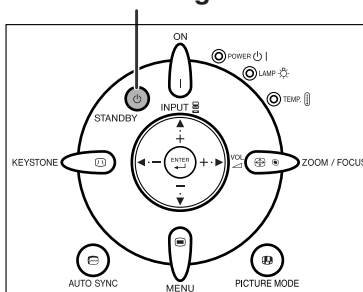 ON
POWER
LAMP
TEMP.
STANDBY
INPUT
KEYSTONE
ENTER
VOL
ZOOM / FOCUS
AUTO SYNC
MENU
PICTURE MODE